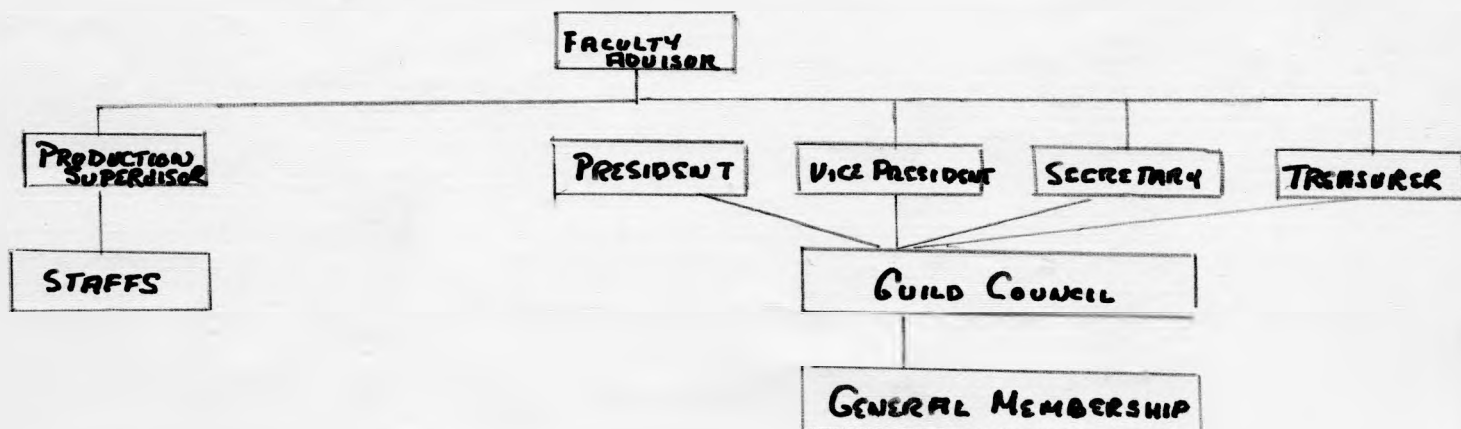 FACULTY
ADVISOR
PRODUCTION
SUPERVISOR
PRESIDENT
VICE PRESIDENT
SECRETARY
TREASURER
STAFFS
GUILD COUNCIL
GENERAL MEMBERSHIP